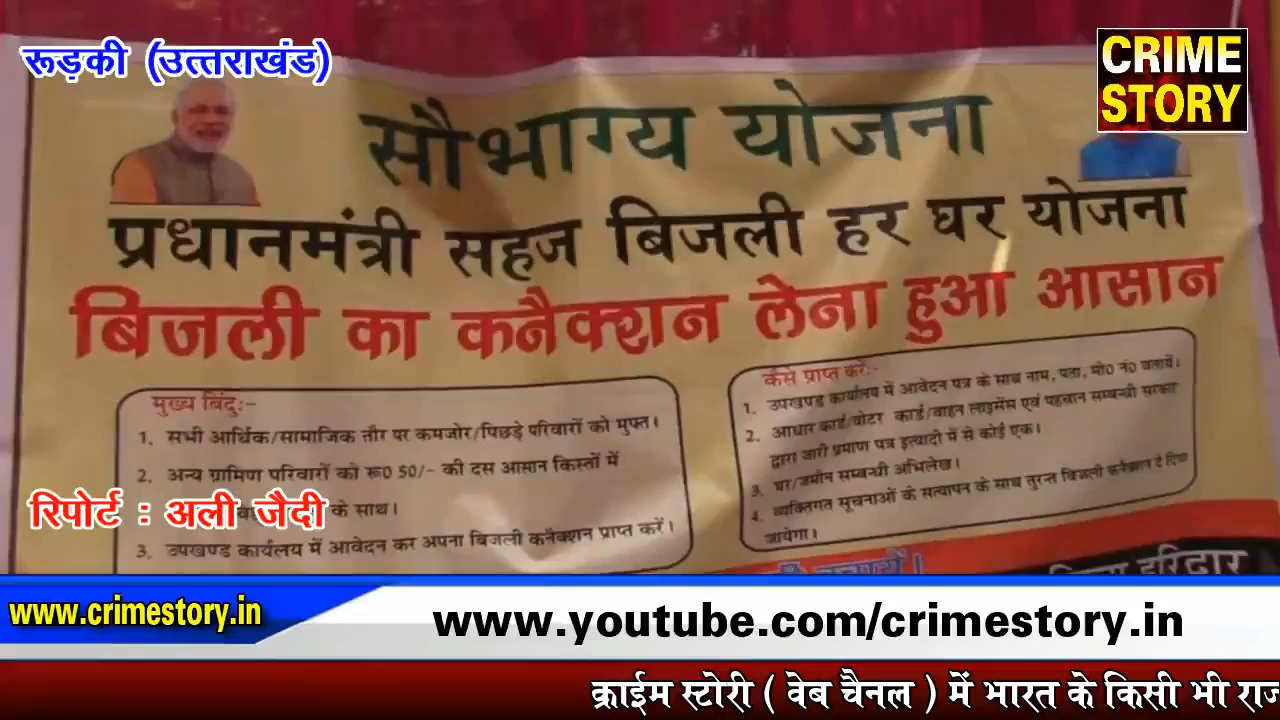 रूड़की (उत्तराखंड)
CRIME
STORY
सौभाग्य योजना
प्रधानमंत्री सहज बिजली हर घर योजना
बिजली का कनैक्शन लेना हुआ आसान
मुख्य बिंदुः-
1. सभी आर्थिक/सामाजिक तौर पर कमजोर/पिछड़े परिवारों को मुफ्त।
2. अन्य ग्रामिण परिवारों को रू0 50/- की दस आसान किस्तों में
के साथ।
3. उपखण्ड कार्यलय में आवेदन कर अपना बिजली कनैक्शन प्राप्त करें।
कैसे प्राप्त करेंः-
1. उपखण्ड कार्यालय में आवेदन पत्र के साथ नाम, पता, मो0 नं0 बतायें।
2. आधार कार्ड/वोटर कार्ड/वाहन लाइसेंस एवं पहचान सम्बन्धी सरकार
द्वारा जारी प्रमाण पत्र इत्यादी में से कोई एक।
3. घर/जमीन सम्बन्धी अभिलेख।
4. व्यक्तिगत सूचनाओं के सत्यापन के साथ तुरन्त बिजली कनैक्शन दे दिया
जायेगा।
रिपोर्ट : अली जैदी
हरिद्वार
www.crimestory.in
www.youtube.com/crimestory.in
क्राईम स्टोरी ( वेब चैनल ) में भारत के किसी भी